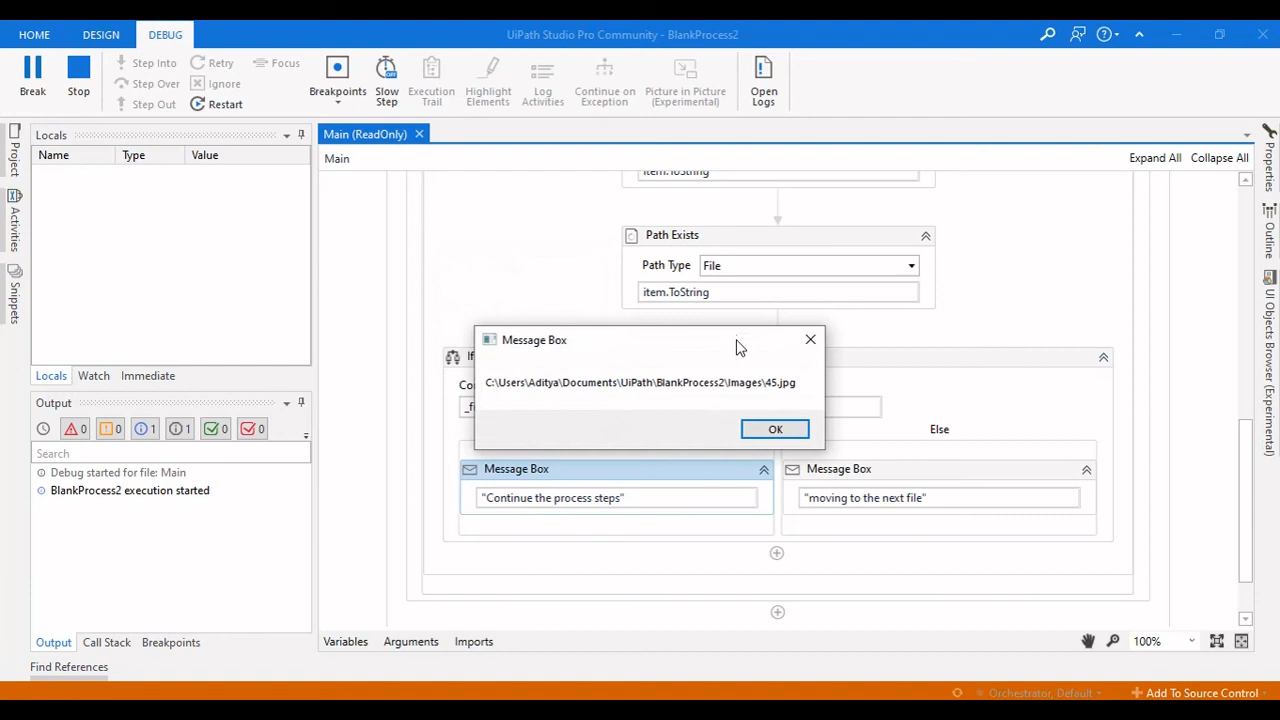 HOME DESIGN DEBUG UiPath Studio Pro Community - BlankProcess2
Break
Stop
Step Into
Step Over
Step Out
Retry
Ignore
Restart
Focus
Breakpoints
Slow
Step
Execution
Trail
Highlight
Elements
Log
Activities
Continue on
Exception
Picture in Picture
(Experimental)
Open
Logs
Project
Activities
Snippets
Locals
Name Type Value
Locals Watch Immediate
Output
0 0 1 1 0 0
Search
Debug started for file: Main
BlankProcess2 execution started
Output Call Stack Breakpoints
Find References
Main (ReadOnly)
Main Expand All Collapse All
item.ToString
Path Exists
Path Type File
item.ToString
If
Message Box
C:\Users\Aditya\Documents\UiPath\BlankProcess2\Images\45.jpg
OK
Else
Message Box
"Continue the process steps"
Message Box
"moving to the next file"
Variables Arguments Imports 100%
Properties
Outline
UI Objects Browser (Experimental)
Orchestrator, Default Add To Source Control